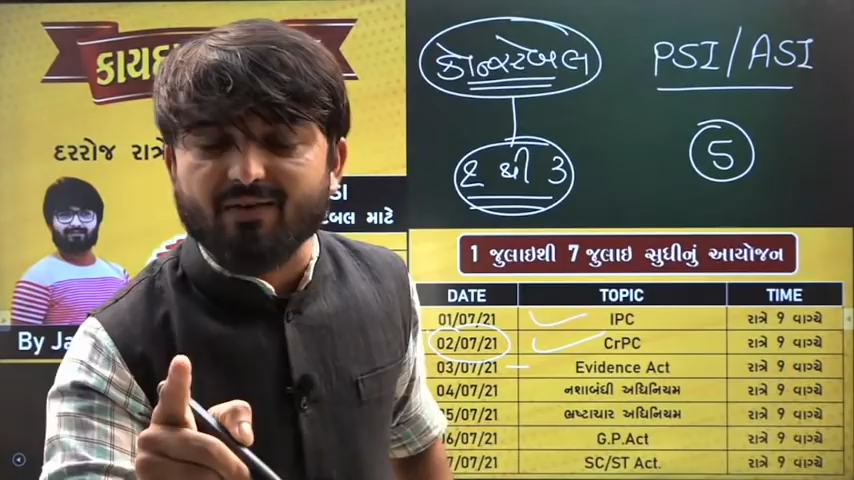 કાયદ
દરરોજ રાત્રે
ટેબલ માટે
By Ja
કોન્સ્ટેબલ
૨ થી ૩
PSI/ASI
5
1 જુલાઇથી 7 જુલાઇ સુધીનું આયોજન
DATE TOPIC TIME
01/07/21 IPC રાત્રે 9 વાગ્યે
02/07/21 CrPC રાત્રે 9 વાગ્યે
03/07/21 Evidence Act રાત્રે 9 વાગ્યે
04/07/21 નશાબંધી અધિનિયમ રાત્રે 9 વાગ્યે
05/07/21 ભ્રષ્ટાચાર અધિનિયમ રાત્રે 9 વાગ્યે
06/07/21 G.P.Act રાત્રે 9 વાગ્યે
7/07/21 SC/ST Act. રાત્રે 9 વાગ્યે